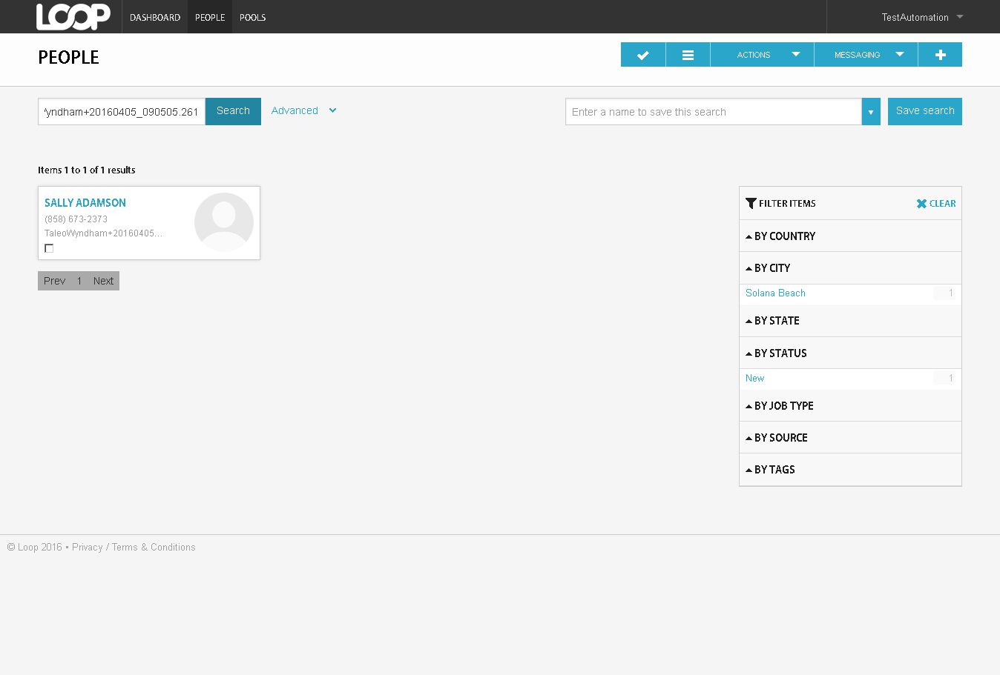 LOOP DASHBOARD PEOPLE POOLS TestAutomation
PEOPLE
ACTIONS MESSAGING
yndham+20160405_090505.261 Search Advanced Enter a name to save this search Save search
Items 1 to 1 of 1 results
SALLY ADAMSON
(858) 673-2373
TaleoWyndham+20160405...
Prev 1 Next
FILTER ITEMS CLEAR
BY COUNTRY
BY CITY
Solana Beach 1
BY STATE
BY STATUS
New 1
BY JOB TYPE
BY SOURCE
BY TAGS
© Loop 2016 • Privacy / Terms & Conditions